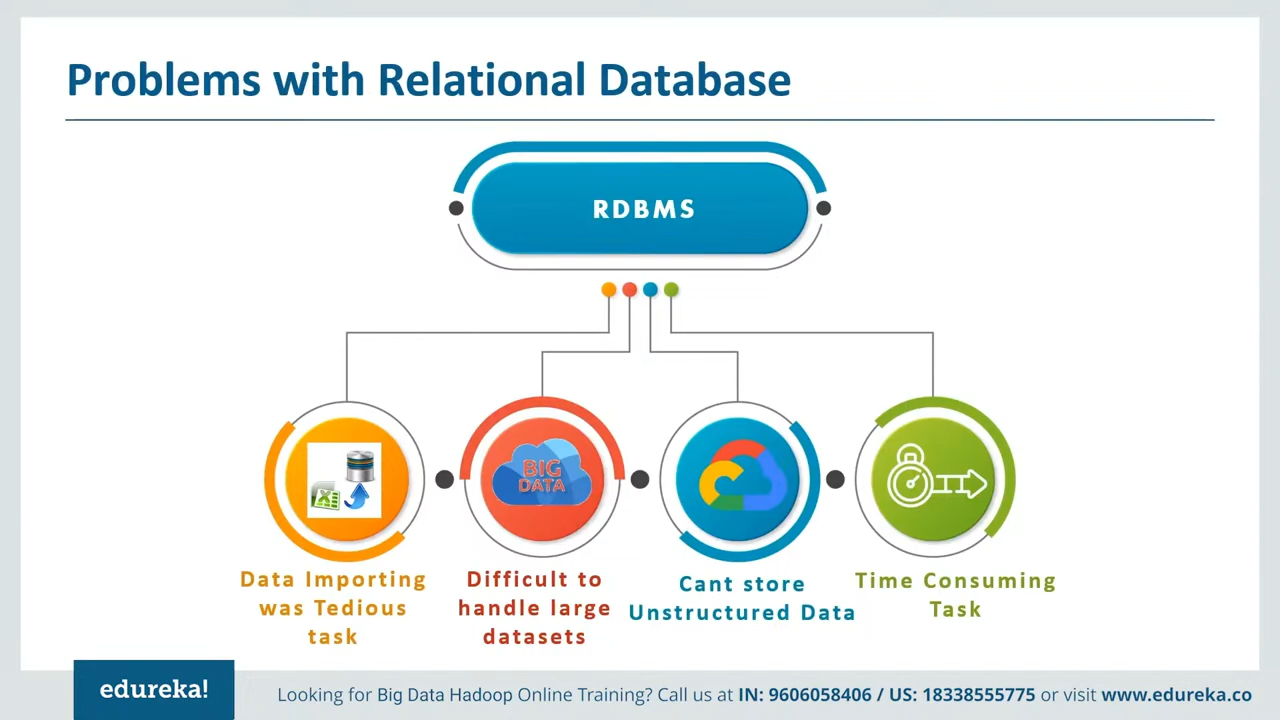 Problems with Relational Database
RDBMS
BIG
DATA
Data Importing
was Tedious
task
Difficult to
handle large
datasets
Cant store
Unstructured Data
Time Consuming
Task
edureka!
Looking for Big Data Hadoop Online Training? Call us at IN: 9606058406 / US: 18338555775 or visit www.edureka.co